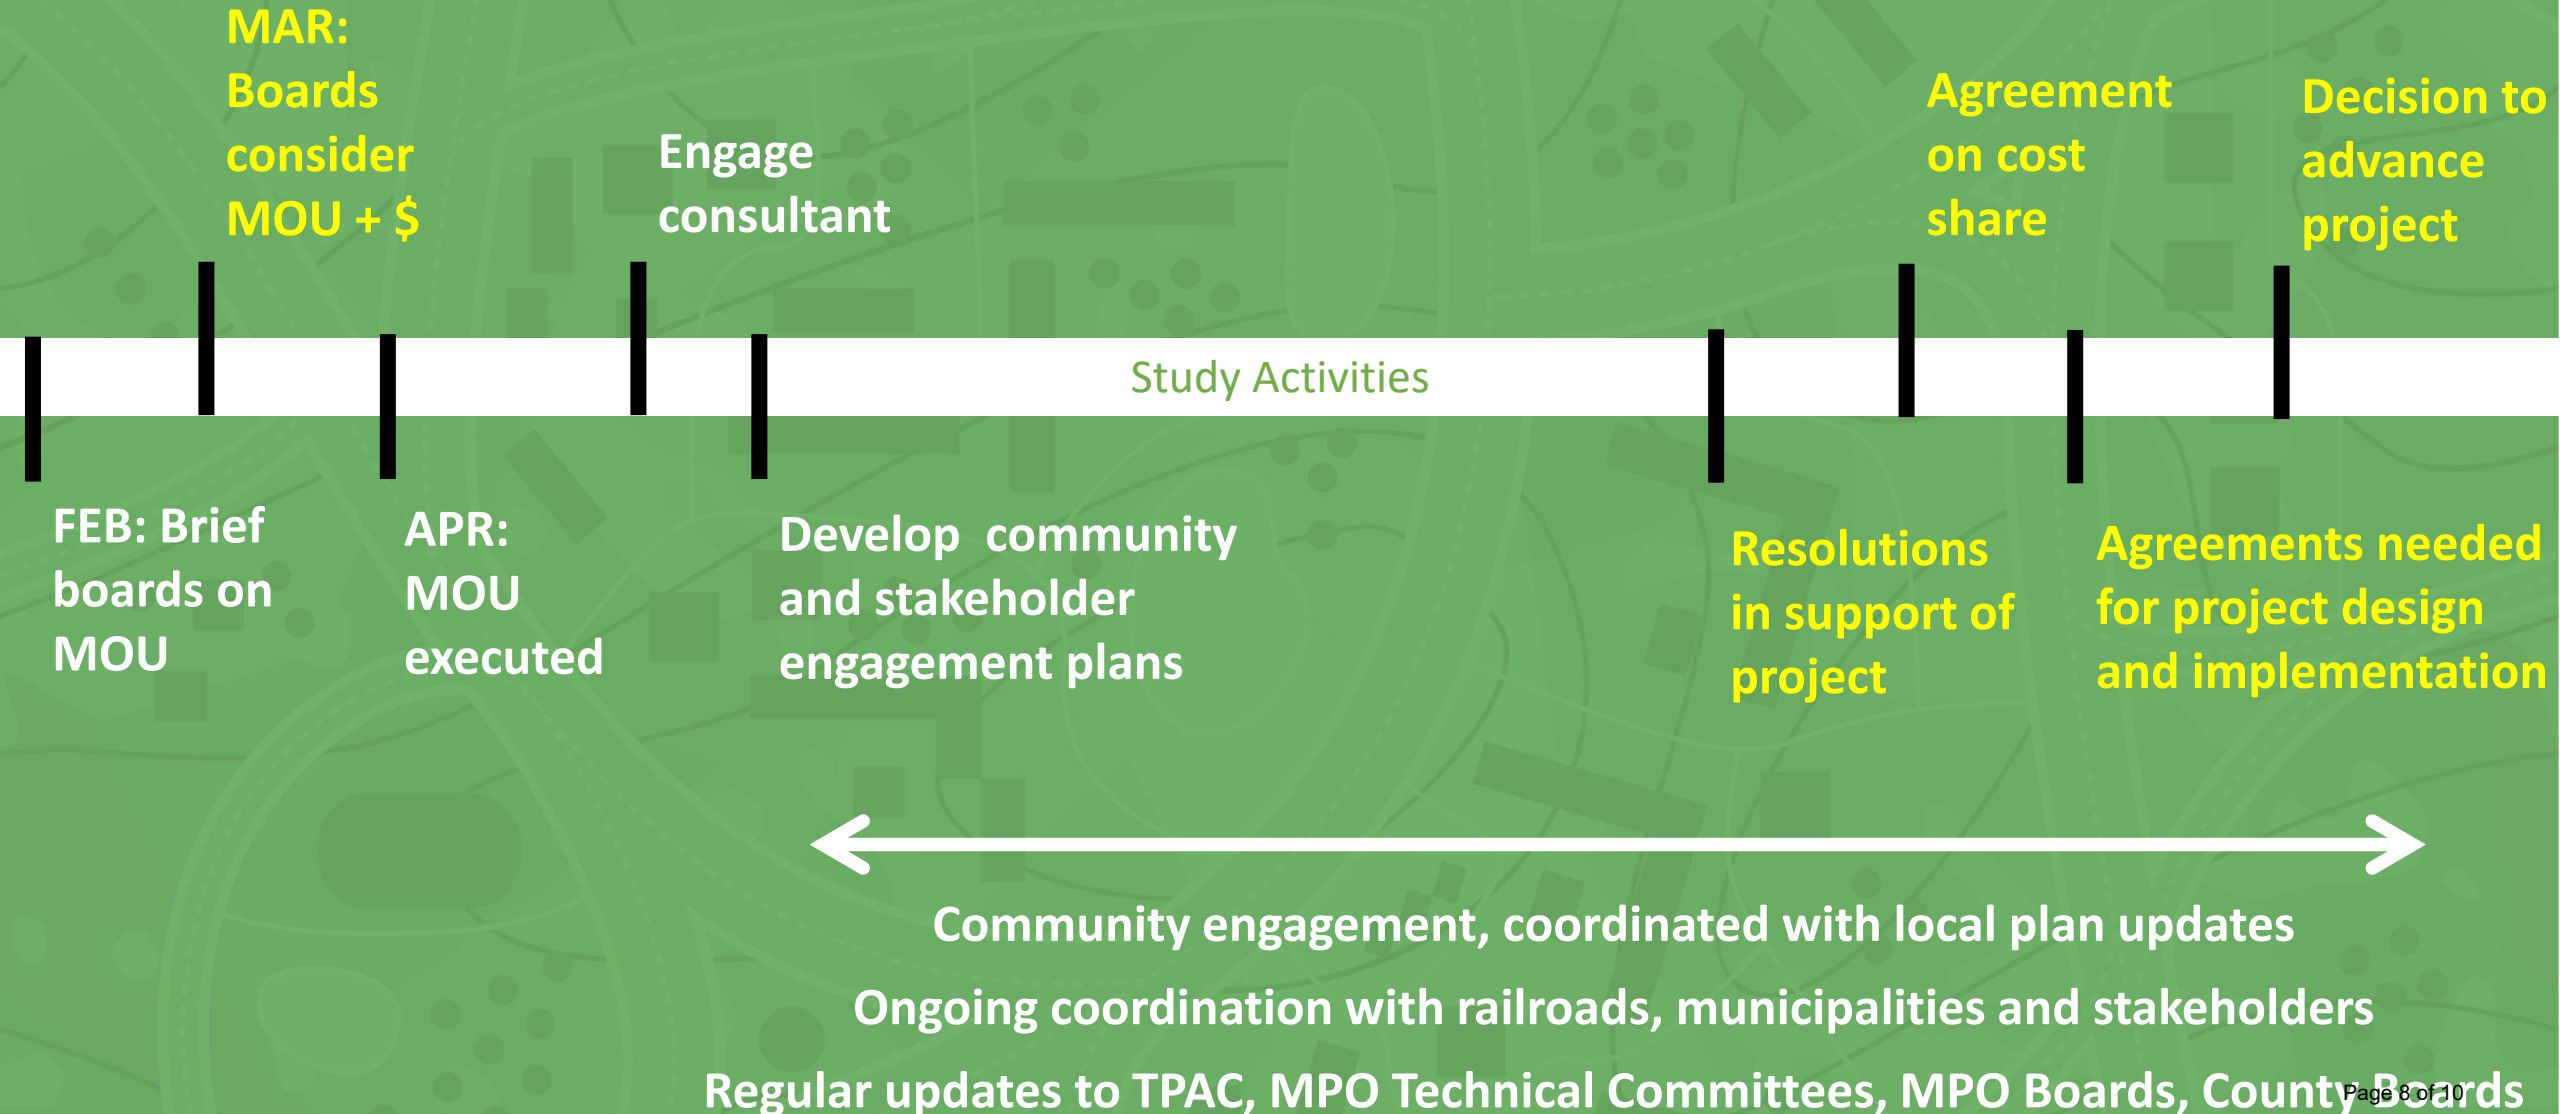 MAR:
Boards
consider
MOU + $
Engage
consultant
Agreement
on cost
share
Decision to
advance
project
Study Activities
FEB: Brief
boards on
MOU
APR:
MOU
executed
Develop  community
and stakeholder
engagement plans
Resolutions
in support of
project
Agreements needed
for project design
and implementation
Community engagement, coordinated with local plan updates
Ongoing coordination with railroads, municipalities and stakeholders
Regular updates to TPAC, MPO Technical Committees, MPO Boards, County Boards
Page 8 of 10